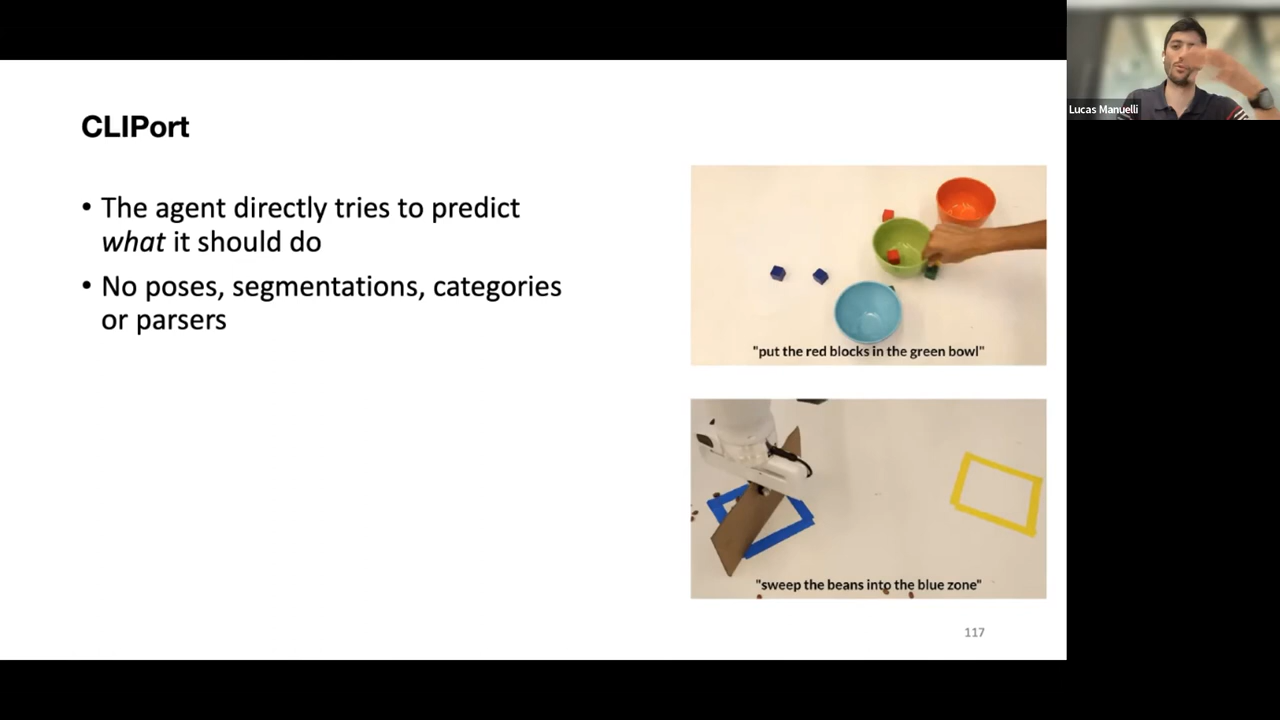 CLIPort
• The agent directly tries to predict
what it should do
• No poses, segmentations, categories
or parsers
"put the red blocks in the green bowl"
"sweep the beans into the blue zone"
117
Lucas Manuelli